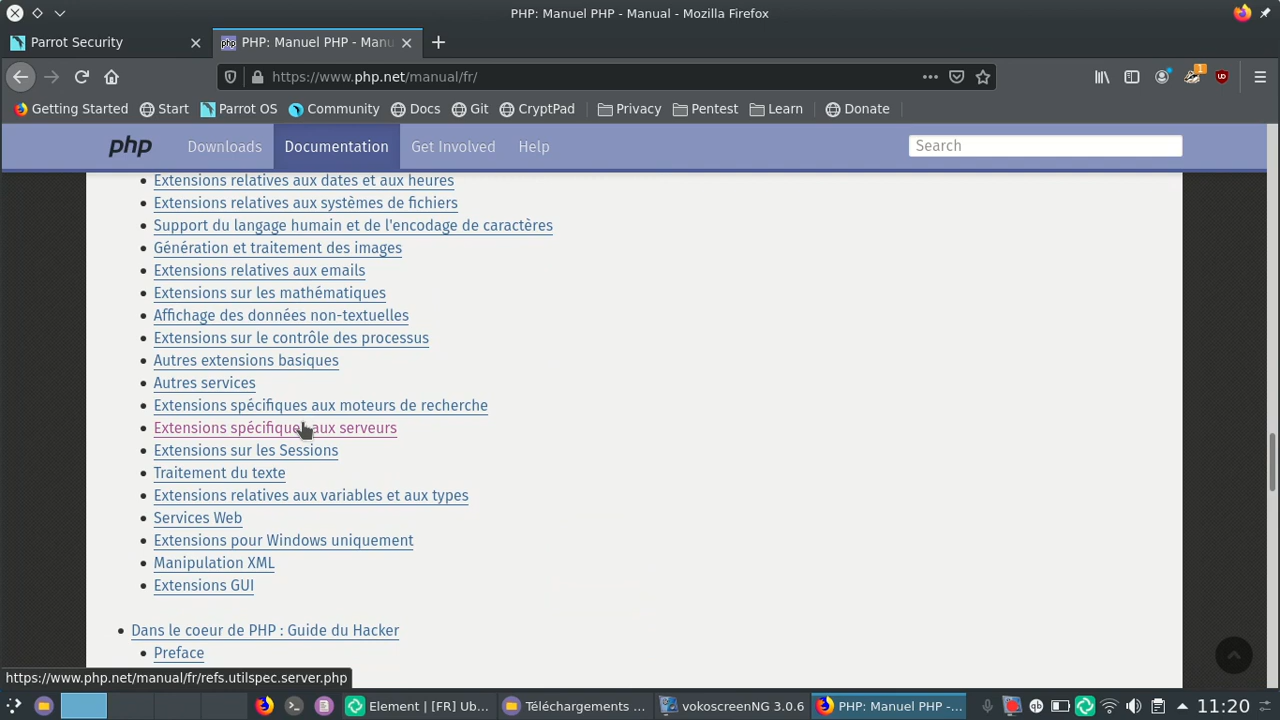 PHP: Manuel PHP - Manual - Mozilla Firefox
Parrot Security
php PHP: Manuel PHP - Manu
https://www.php.net/manual/fr/
1
Getting Started Start Parrot OS Community Docs Git CryptPad Privacy Pentest Learn Donate
php Downloads Documentation Get Involved Help Search
Extensions relatives aux dates et aux heures
Extensions relatives aux systèmes de fichiers
Support du langage humain et de l'encodage de caractères
Génération et traitement des images
Extensions relatives aux emails
Extensions sur les mathématiques
Affichage des données non-textuelles
Extensions sur le contrôle des processus
Autres extensions basiques
Autres services
Extensions spécifiques aux moteurs de recherche
Extensions spécifiques aux serveurs
Extensions sur les Sessions
Traitement du texte
Extensions relatives aux variables et aux types
Services Web
Extensions pour Windows uniquement
Manipulation XML
Extensions GUI
Dans le coeur de PHP : Guide du Hacker
Preface
https://www.php.net/manual/fr/refs.utilspec.server.php
Element | [FR] Ub... Téléchargements ... vokoscreenNG 3.0.6 PHP: Manuel PHP -... 11:20